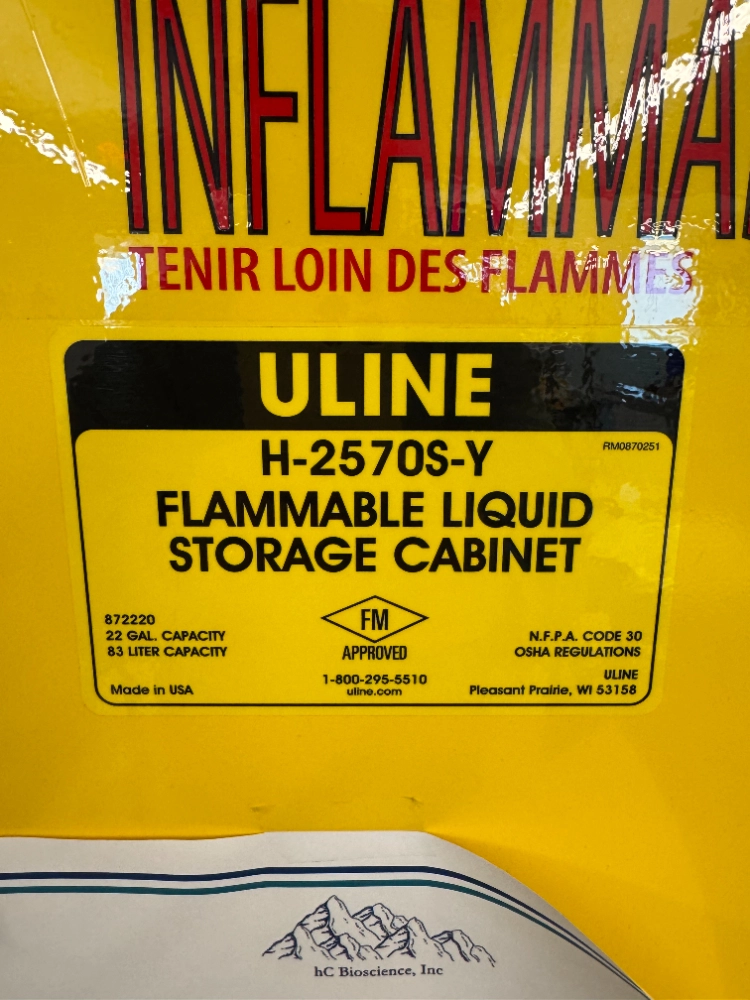 INFLAMMA
TENIR LOIN DES FLAMMES
ULINE
H-2570S-Y
RM0870251
FLAMMABLE LIQUID
STORAGE CABINET
872220
22 GAL. CAPACITY
83 LITER CAPACITY
Made in USA
FM
APPROVED
1-800-295-5510
uline.com
N.F.P.A. CODE 30
OSHA REGULATIONS
ULINE
Pleasant Prairie, WI 53158
hC Bioscience, Inc